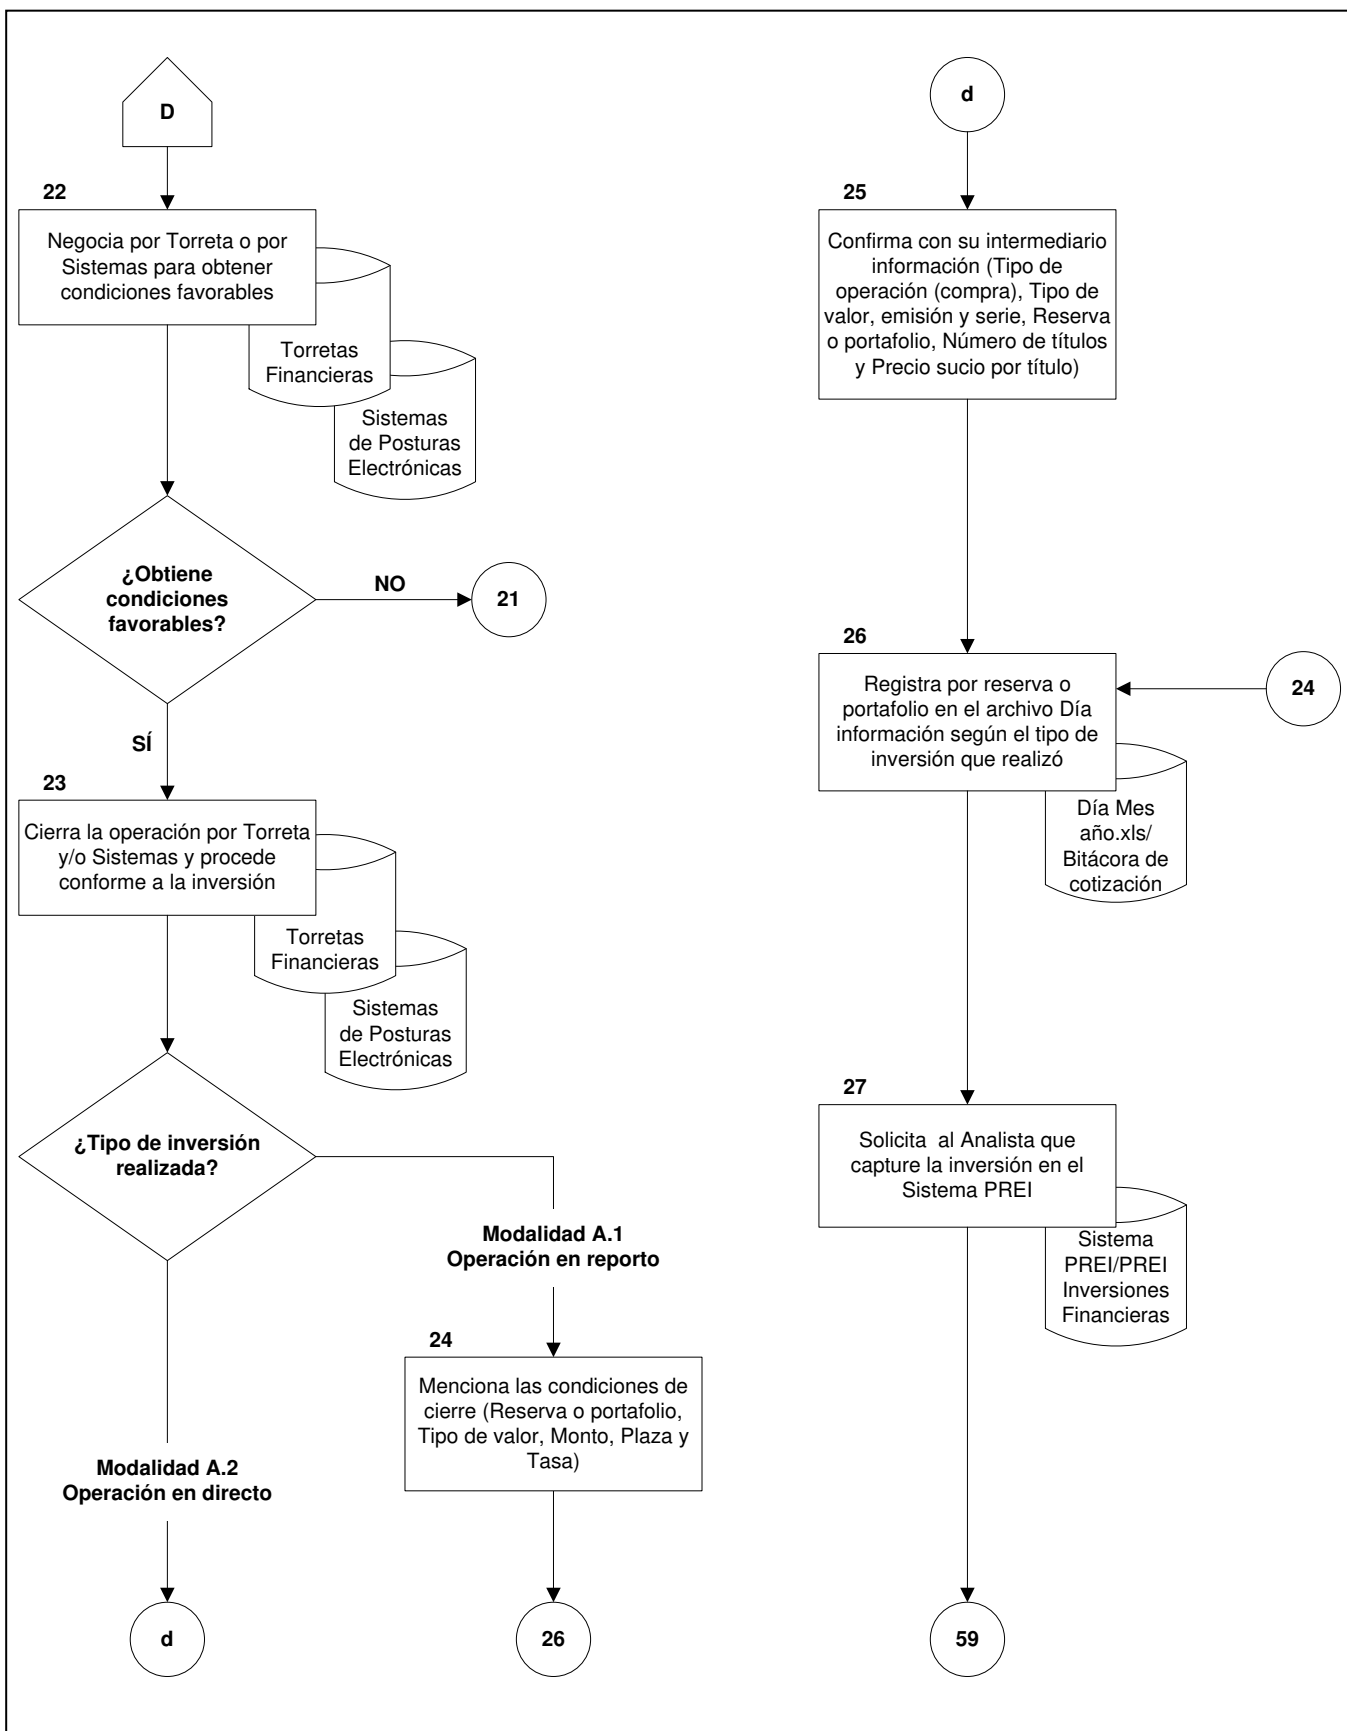 D
22
Negocia por Torreta o por
Sistemas para obtener
condiciones favorables
Torretas
Financieras
Sistemas
de Posturas
Electrónicas
¿Obtiene
condiciones
favorables?
NO
21
SÍ
23
Cierra la operación por Torreta
y/o Sistemas y procede
conforme a la inversión
Torretas
Financieras
Sistemas
de Posturas
Electrónicas
¿Tipo de inversión
realizada?
Modalidad A.1
Operación en reporto
24
Menciona las condiciones de
cierre (Reserva o portafolio,
Tipo de valor, Monto, Plaza y
Tasa)
Modalidad A.2
Operación en directo
d
26
d
25
Confirma con su intermediario
información (Tipo de
operación (compra), Tipo de
valor, emisión y serie, Reserva
o portafolio, Número de títulos
y Precio sucio por título)
26
Registra por reserva o
portafolio en el archivo Día
información según el tipo de
inversión que realizó
24
Día Mes
año.xls/
Bitácora de
cotización
27
Solicita al Analista que
capture la inversión en el
Sistema PREI
Sistema
PREI/PREI
Inversiones
Financieras
59